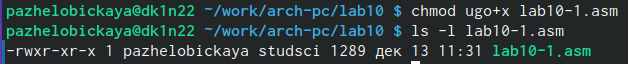 pazhelobickaya@dk1n22 ~/work/arch-pc/lab10 $ chmod ugo+x lab10-1.asm
pazhelobickaya@dk1n22 ~/work/arch-pc/lab10 $ ls -l lab10-1.asm
-rwxr-xr-x 1 pazhelobickaya studsci 1289 дек 13 11:31 lab10-1.asm